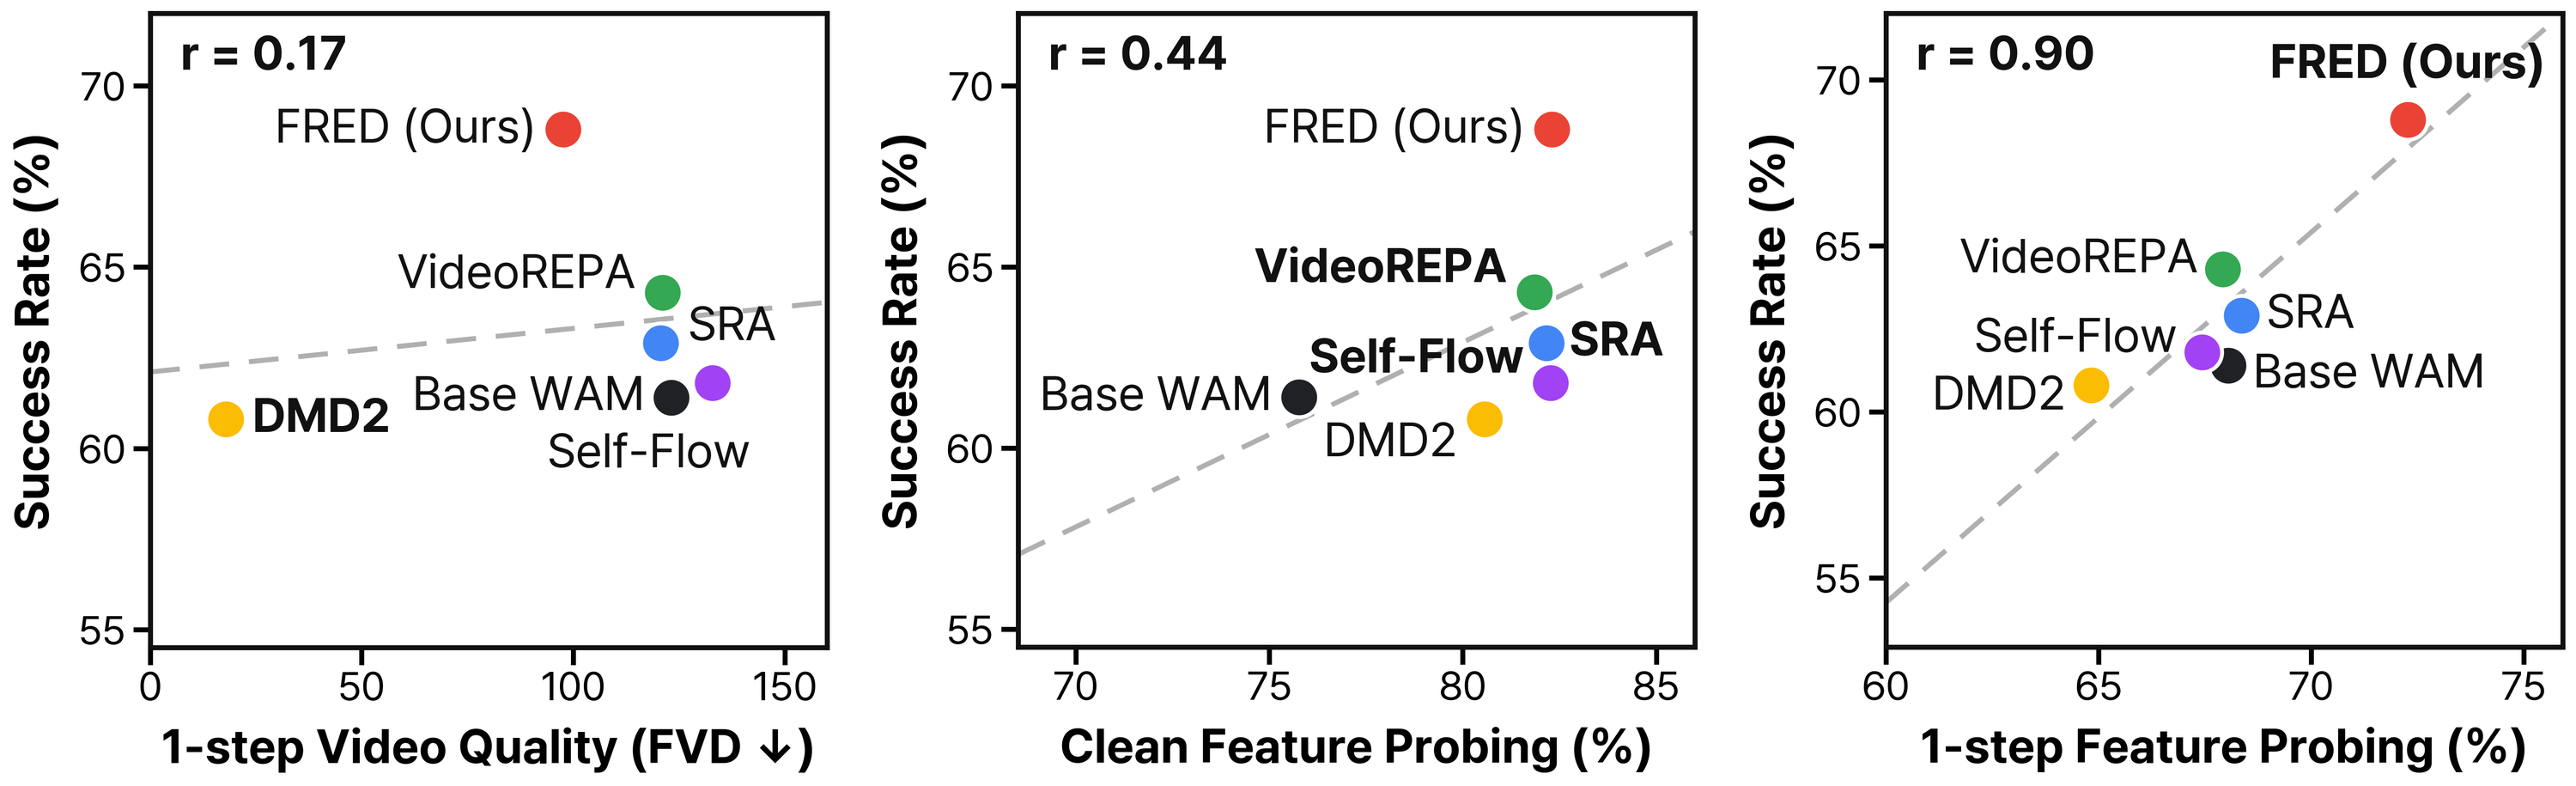 r = 0.17
Success Rate (%)
70
65
60
55
FRED (Ours)
VideoREPA
SRA
Base WAM
DMD2
Self-Flow
0 50 100 150
1-step Video Quality (FVD ↓)
r = 0.44
Success Rate (%)
70
65
60
55
FRED (Ours)
VideoREPA
SRA
Self-Flow
Base WAM
DMD2
70 75 80 85
Clean Feature Probing (%)
r = 0.90
Success Rate (%)
70
65
60
55
FRED (Ours)
VideoREPA
SRA
Self-Flow
Base WAM
DMD2
60 65 70 75
1-step Feature Probing (%)